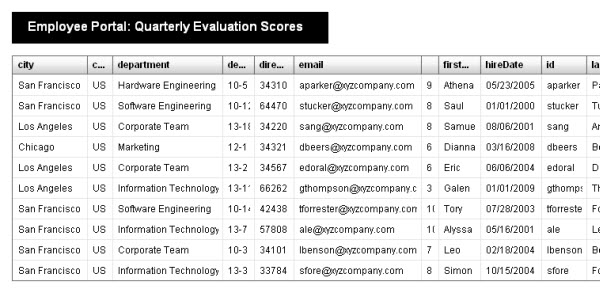 Employee Portal: Quarterly Evaluation Scores
city c... department de... dire... email first... hireDate id la
San Francisco US Hardware Engineering 10-5 34310 aparker@xyzcompany.com 9 Athena 05/23/2005 aparker Pa
San Francisco US Software Engineering 10-1 64470 stucker@xyzcompany.com 8 Saul 01/01/2000 stucker Tu
Los Angeles US Corporate Team 13-1 34220 sang@xyzcompany.com 8 Samue 08/06/2001 sang
Chicago US Marketing 12-1 34321 dbeers@xyzcompany.com 6 Dianna 03/16/2008 dbeers Be
Los Angeles US Corporate Team 13-2 34567 edoral@xyzcompany.com 6 Eric 06/06/2004 edoral D
Los Angeles US Information Technology 13-1 66262 gthompson@xyzcompany.c 3 Galen 01/01/2009 gthomps Th
San Francisco US Software Engineering 10-1 42438 tforrester@xyzcompany.com 1 Tory 07/28/2003 tforreste Fo
San Francisco US Information Technology 13-7 57808 ale@xyzcompany.com 1 Alyssa 05/16/2001 ale Le
San Francisco US Corporate Team 10-3 34101 lbenson@xyzcompany.com 7 Leo 02/18/2004 lbenson Be
San Francisco US Information Technology 13-3 33784 sfore@xyzcompany.com 8 Simon 10/15/2004 sfore Fo